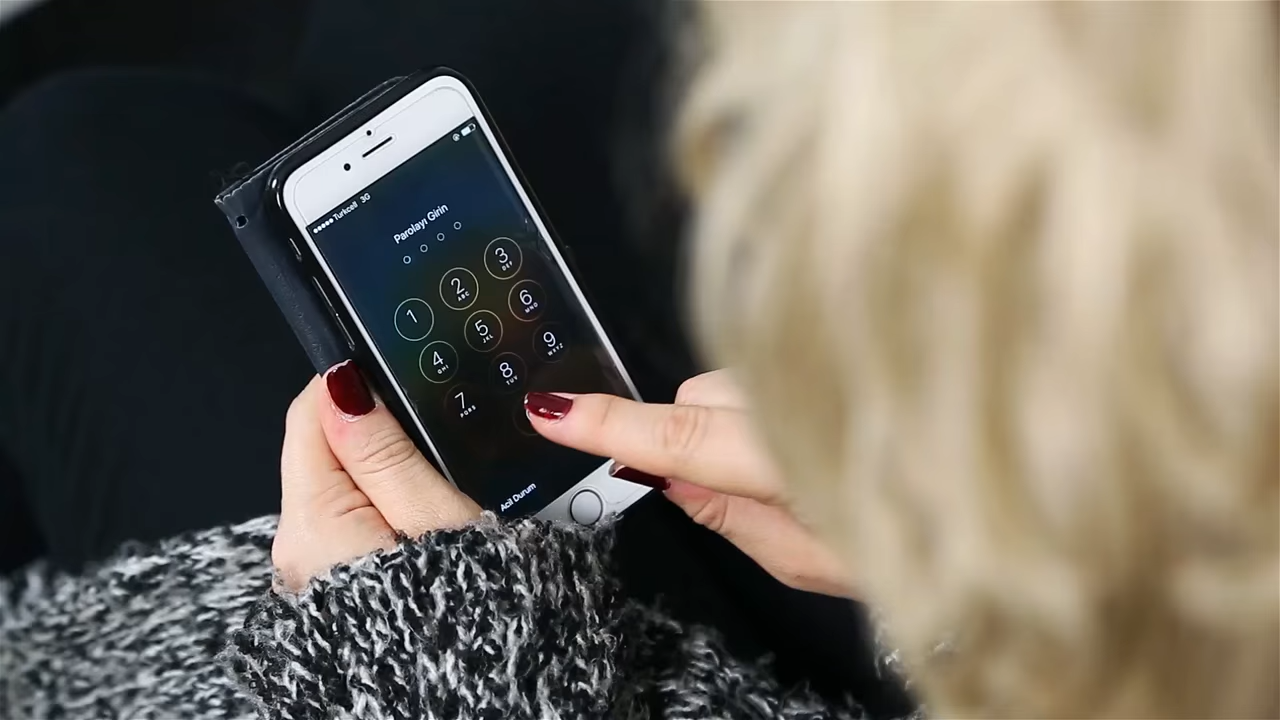 Turkcell 3G
Parolayı Girin
1
2 ABC
3 DEF
4 GHI
5 JKL
6 MNO
7 PQRS
8 TUV
9 WXYZ
Acil Durum